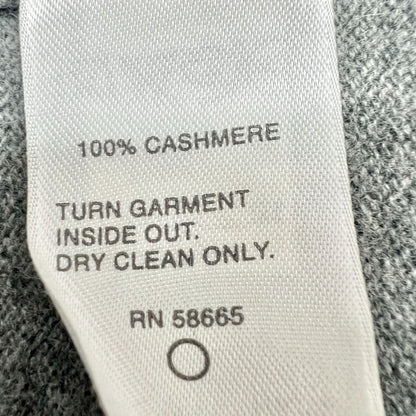 100% CASHMERE
TURN GARMENT
INSIDE OUT.
DRY CLEAN ONLY.
RN 58665